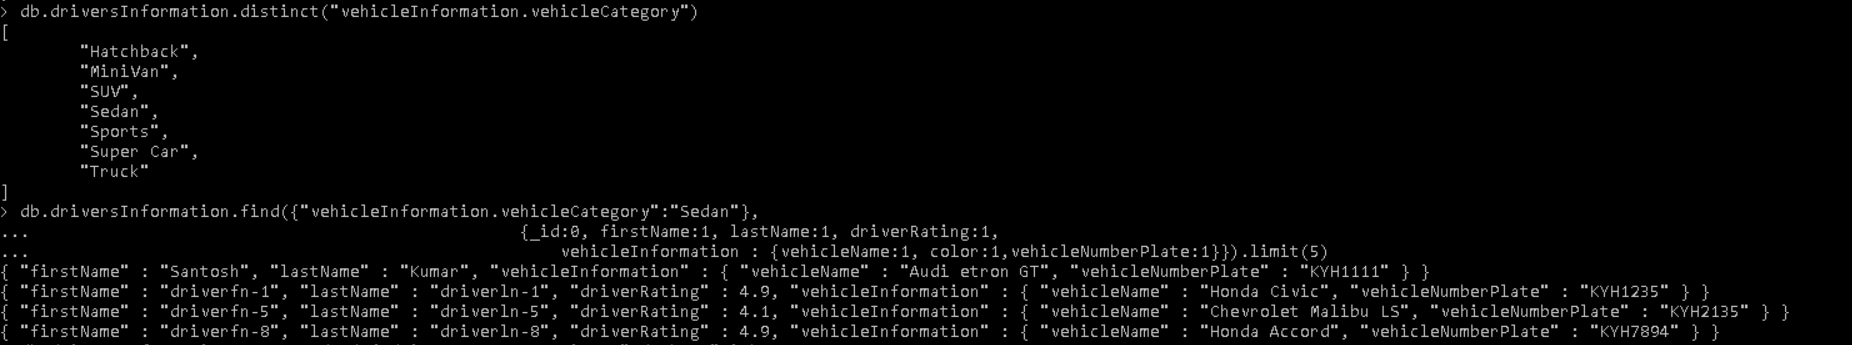 > db.driversInformation.distinct("vehicleInformation.vehicleCategory")
[
"Hatchback",
"MiniVan",
"SUV",
"Sedan",
"Sports",
"Super Car",
"Truck"
]
> db.driversInformation.find({"vehicleInformation.vehicleCategory":"Sedan"},
... {_id:0, firstName:1, lastName:1, driverRating:1,
... vehicleInformation : {vehicleName:1, color:1,vehicleNumberPlate:1}}).limit(5)
{ "firstName" : "Santosh", "lastName" : "Kumar", "vehicleInformation" : { "vehicleName" : "Audi etron GT", "vehicleNumberPlate" : "KYH1111" } }
{ "firstName" : "driverfn-1", "lastName" : "driverln-1", "driverRating" : 4.9, "vehicleInformation" : { "vehicleName" : "Honda Civic", "vehicleNumberPlate" : "KYH1235" } }
{ "firstName" : "driverfn-5", "lastName" : "driverln-5", "driverRating" : 4.1, "vehicleInformation" : { "vehicleName" : "Chevrolet Malibu LS", "vehicleNumberPlate" : "KYH2135" } }
{ "firstName" : "driverfn-8", "lastName" : "driverln-8", "driverRating" : 4.9, "vehicleInformation" : { "vehicleName" : "Honda Accord", "vehicleNumberPlate" : "KYH7894" } }